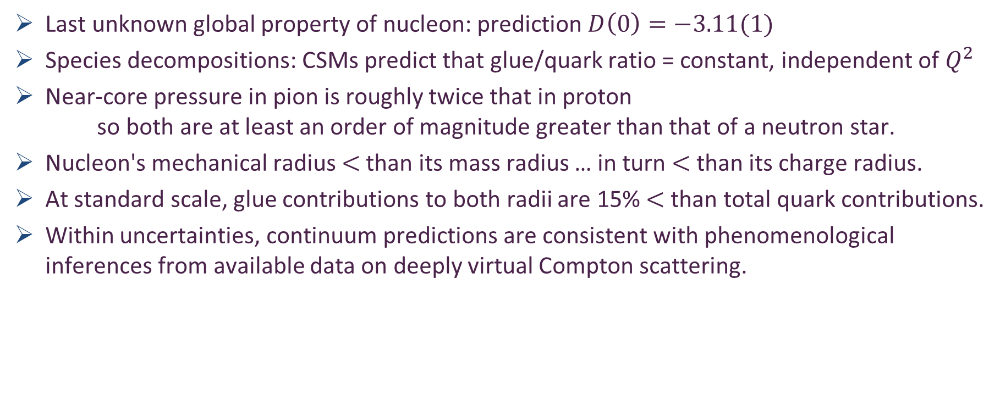 ➢ Last unknown global property of nucleon: prediction D(0) = −3.11(1)
➢ Species decompositions: CSMs predict that glue/quark ratio = constant, independent of Q²
➢ Near-core pressure in pion is roughly twice that in proton
so both are at least an order of magnitude greater than that of a neutron star.
➢ Nucleon's mechanical radius < than its mass radius … in turn < than its charge radius.
➢ At standard scale, glue contributions to both radii are 15% < than total quark contributions.
➢ Within uncertainties, continuum predictions are consistent with phenomenological
inferences from available data on deeply virtual Compton scattering.